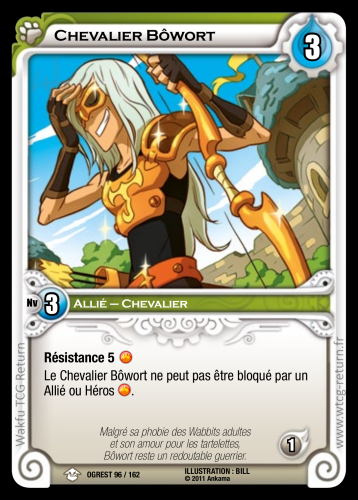 Chevalier Bôwort
3
Nv 3 Allié – Chevalier
Résistance 5
Le Chevalier Bôwort ne peut pas être bloqué par un
Allié ou Héros .
Malgré sa phobie des Wabbits adultes
et son amour pour les tartelettes,
Bôwort reste un redoutable guerrier.
1
OGREST 96 / 162
ILLUSTRATION : BILL
© 2011 Ankama
Wakfu TCG Return
www.wtcg-return.fr